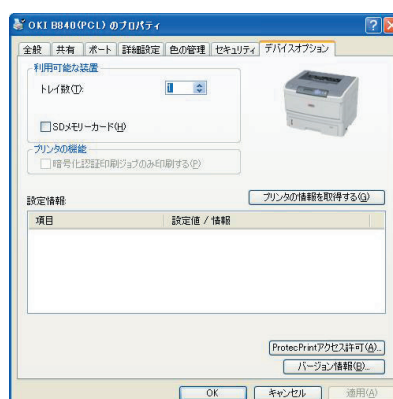 OKI B840(PCL) のプロパティ
全般 共有 ポート 詳細設定 色の管理 セキュリティ デバイスオプション
利用可能な装置
トレイ数(T): 1
SDメモリーカード(H)
プリンタの機能
暗号化認証印刷ジョブのみ印刷する(P)
設定情報: プリンタの情報を取得する(G)
項目 設定値 / 情報
ProtecPrintアクセス許可(A)...
バージョン情報(B)...
OK キャンセル 適用(A)